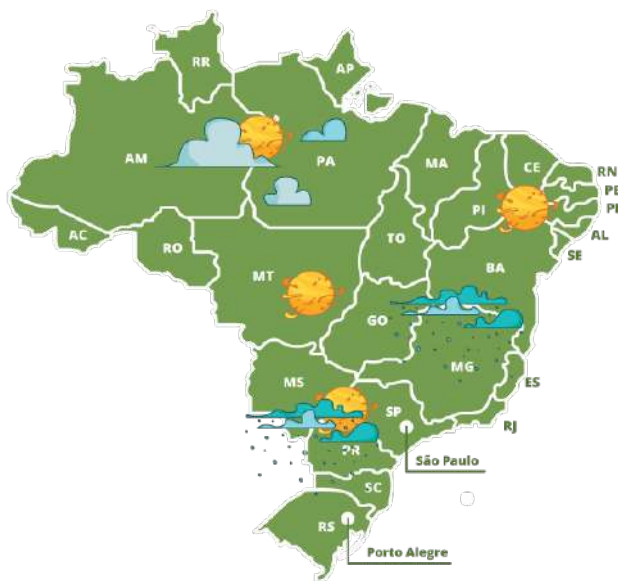 RR
AP
AM
PA
MA
CE
RN
PE
PI
PI
AL
AC
RO
TO
SE
MT
BA
GO
MG
MS
ES
SP
RJ
PR
São Paulo
SC
RS
Porto Alegre